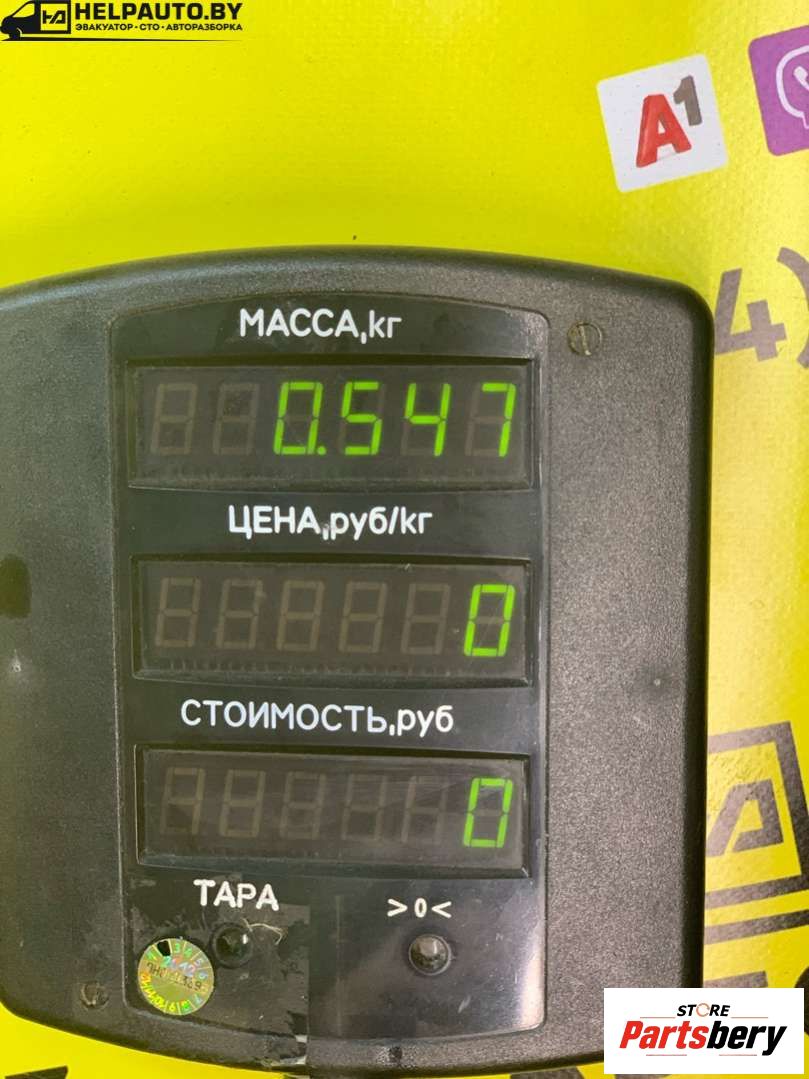 HELPAUTO.BY
ЭВАКУАТОР • СТО • АВТОРАЗБОРКА
A1
4)
МАССА,кг
0.547
ЦЕНА,руб/кг
0
СТОИМОСТЬ,руб
0
ТАРА
>0<
STORE
Partsbery